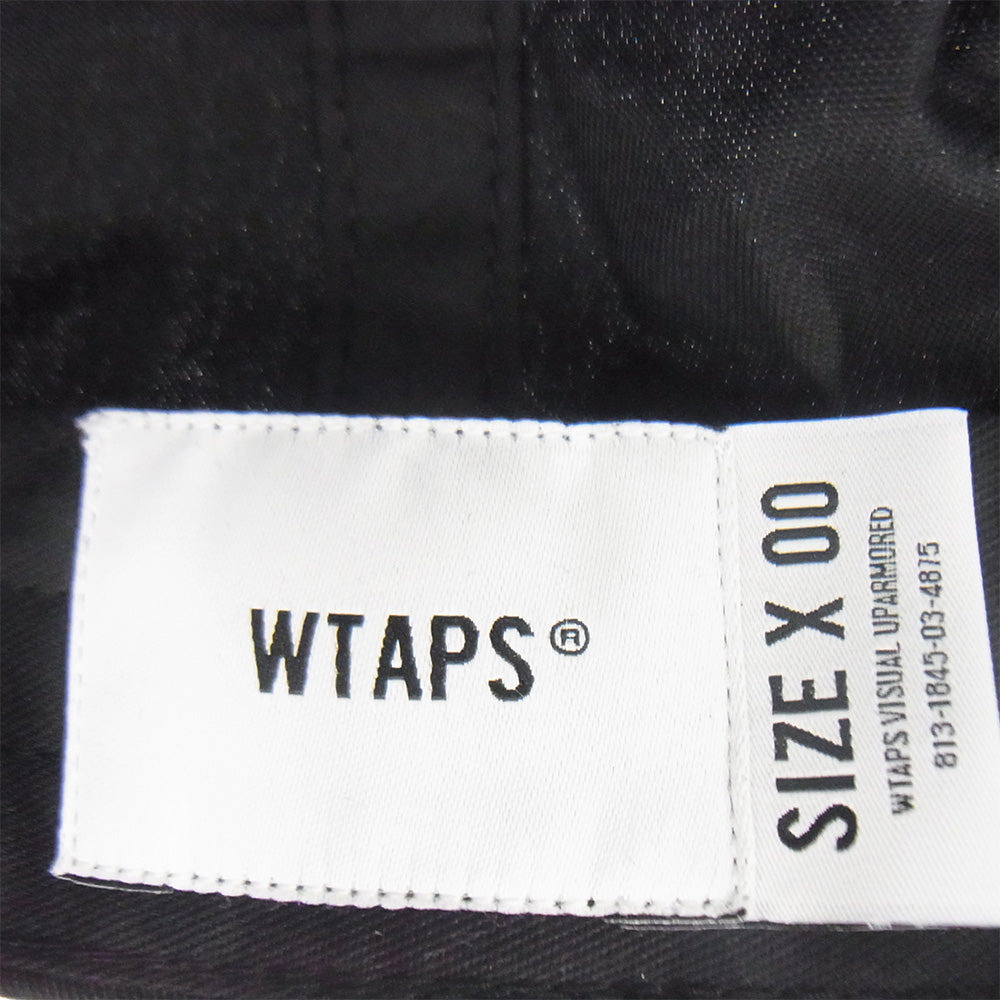 WTAPS®
SIZE X 00
WTAPS VISUAL UPARMORED
813-1845-03-4875